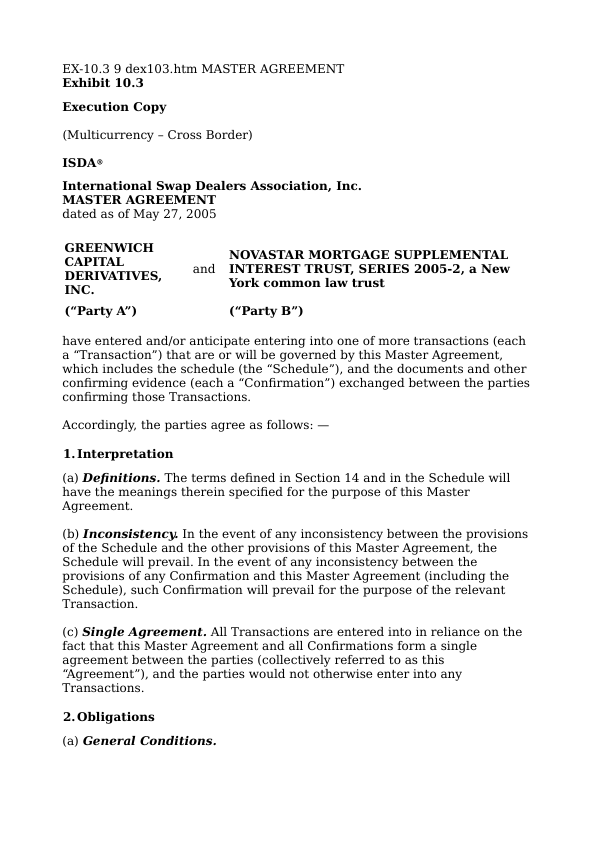 EX-10.3 9 dex103.htm MASTER AGREEMENT
Exhibit 10.3
Execution Copy
(Multicurrency – Cross Border)
ISDA®
International Swap Dealers Association, Inc.
MASTER AGREEMENT
dated as of May 27, 2005
GREENWICH
CAPITAL
DERIVATIVES,
INC.
and
NOVASTAR MORTGAGE SUPPLEMENTAL
INTEREST TRUST, SERIES 2005-2, a New
York common law trust
(“Party A”)
(“Party B”)
have entered and/or anticipate entering into one of more transactions (each
a “Transaction”) that are or will be governed by this Master Agreement,
which includes the schedule (the “Schedule”), and the documents and other
confirming evidence (each a “Confirmation”) exchanged between the parties
confirming those Transactions.
Accordingly, the parties agree as follows: —
1. Interpretation
(a) Definitions. The terms defined in Section 14 and in the Schedule will
have the meanings therein specified for the purpose of this Master
Agreement.
(b) Inconsistency. In the event of any inconsistency between the provisions
of the Schedule and the other provisions of this Master Agreement, the
Schedule will prevail. In the event of any inconsistency between the
provisions of any Confirmation and this Master Agreement (including the
Schedule), such Confirmation will prevail for the purpose of the relevant
Transaction.
(c) Single Agreement. All Transactions are entered into in reliance on the
fact that this Master Agreement and all Confirmations form a single
agreement between the parties (collectively referred to as this
“Agreement”), and the parties would not otherwise enter into any
Transactions.
2. Obligations
(a) General Conditions.